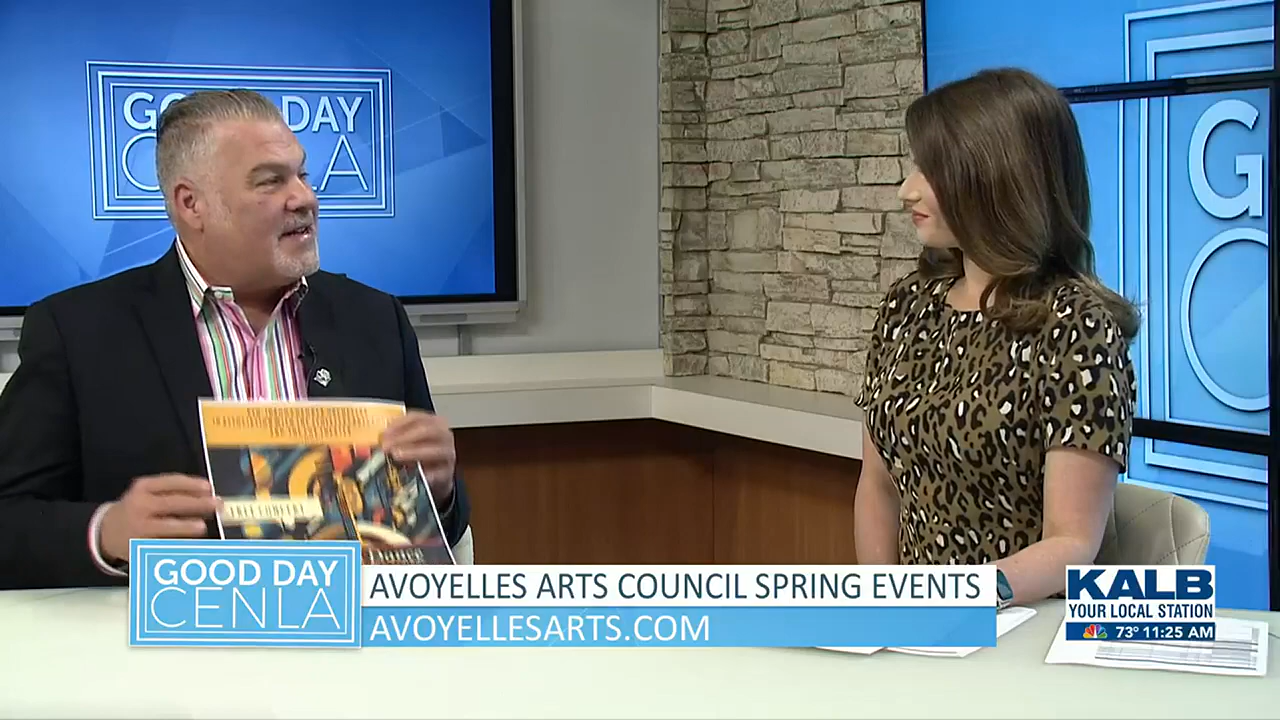 GOOD DAY
CENLA
G
FREE CONCERT
GOOD DAY
CENLA
AVOYELLES ARTS COUNCIL SPRING EVENTS
AVOYELLESARTS.COM
KALB
YOUR LOCAL STATION
73° 11:25 AM